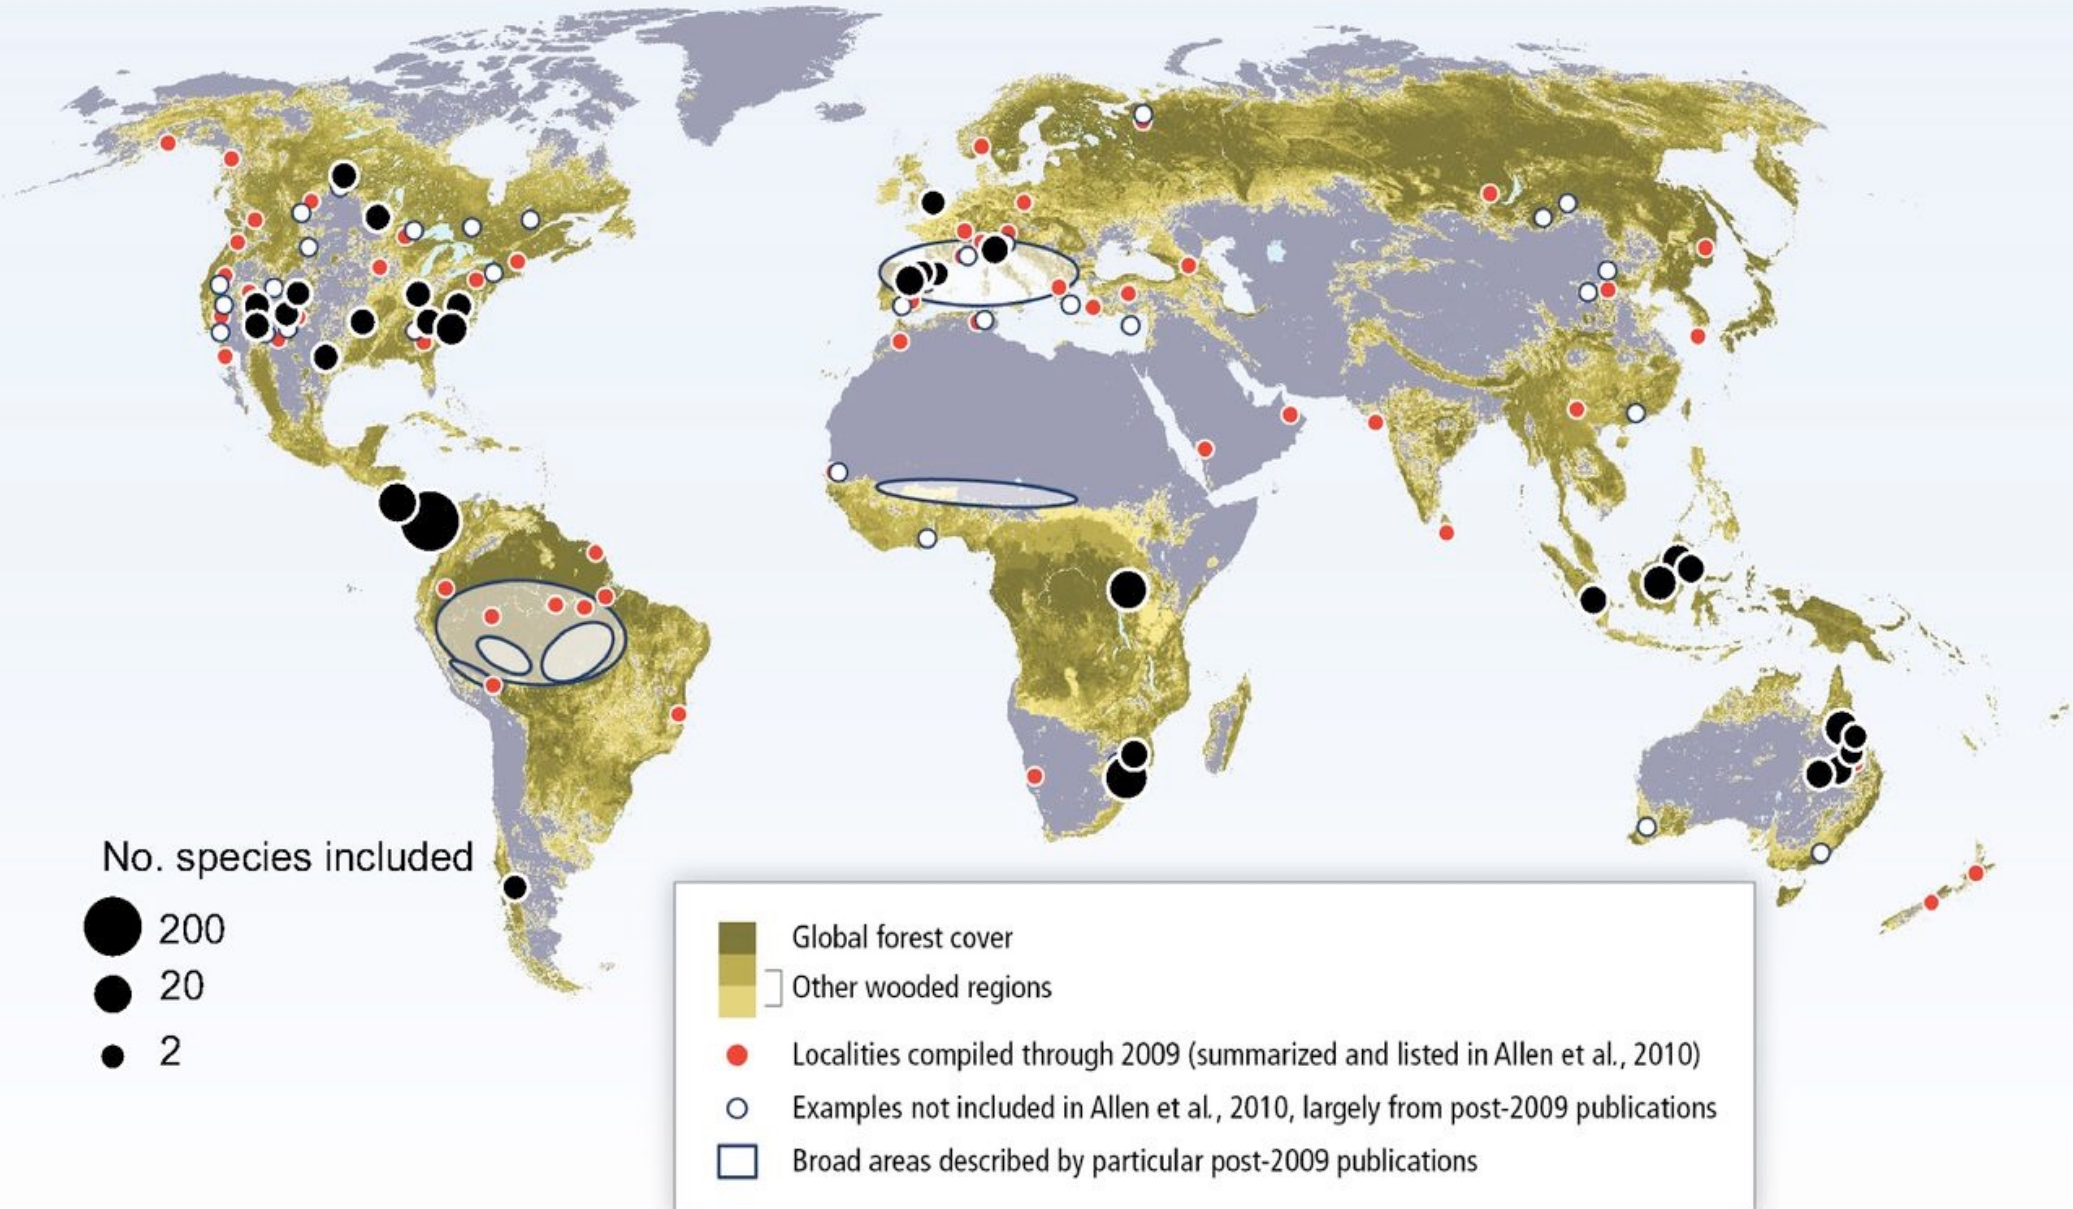 No. species included
200
20
2
Global forest cover
Other wooded regions
Localities compiled through 2009 (summarized and listed in Allen et al., 2010)
Examples not included in Allen et al., 2010, largely from post-2009 publications
Broad areas described by particular post-2009 publications